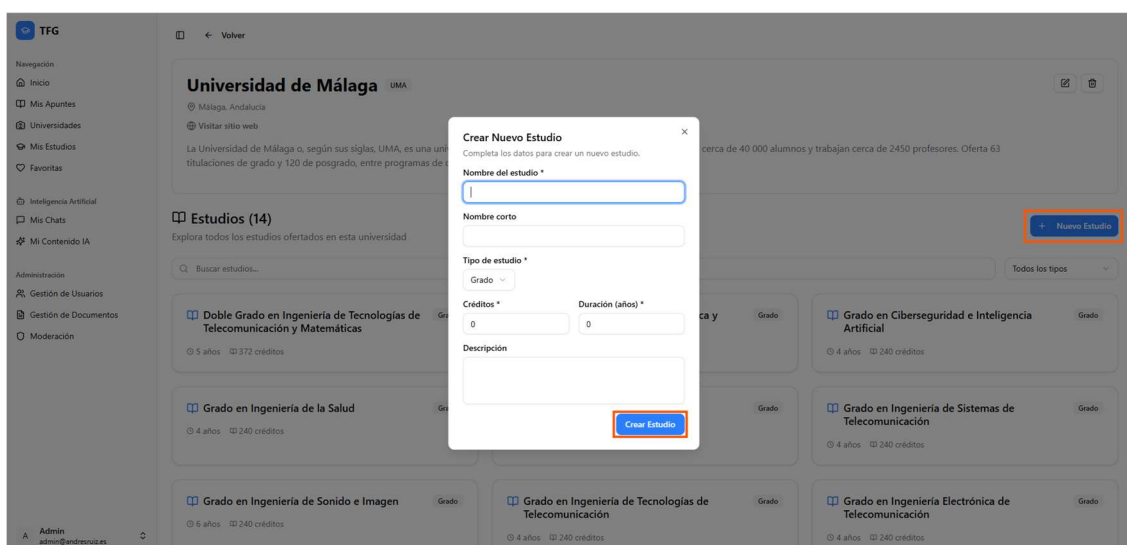 TFG
Volver
Navegación
Inicio
Mis Apuntes
Universidades
Mis Estudios
Favoritas
Inteligencia Artificial
Mis Chats
Mi Contenido IA
Administración
Gestión de Usuarios
Gestión de Documentos
Moderación
A
Admin
admin@andresruiz.es
Universidad de Málaga UMA
Málaga, Andalucía
Visitar sitio web
La Universidad de Málaga o, según sus siglas, UMA, es una cerca de 40 000 alumnos y trabajan cerca de 2450 profesores. Oferta 63
titulaciones de grado y 120 de posgrado, entre programas de
Estudios (14)
Explora todos los estudios ofertados en esta universidad
+ Nuevo Estudio
Buscar estudios...
Todos los tipos
Crear Nuevo Estudio
Completa los datos para crear un nuevo estudio.
Nombre del estudio *
Nombre corto
Tipo de estudio *
Grado
Créditos * Duración (años) *
0 0
Descripción
Crear Estudio
Doble Grado en Ingeniería de Tecnologías de
Telecomunicación y Matemáticas
5 años 372 créditos
Grado
Grado en Ciberseguridad e Inteligencia
Artificial
Grado
4 años 240 créditos
Grado en Ingeniería de la Salud
4 años 240 créditos
Grado
Grado en Ingeniería de Sistemas de
Telecomunicación
Grado
4 años 240 créditos
Grado en Ingeniería de Sonido e Imagen
Grado
6 años 240 créditos
Grado en Ingeniería de Tecnologías de
Telecomunicación
Grado
4 años 240 créditos
Grado en Ingeniería Electrónica de
Telecomunicación
Grado
4 años 240 créditos